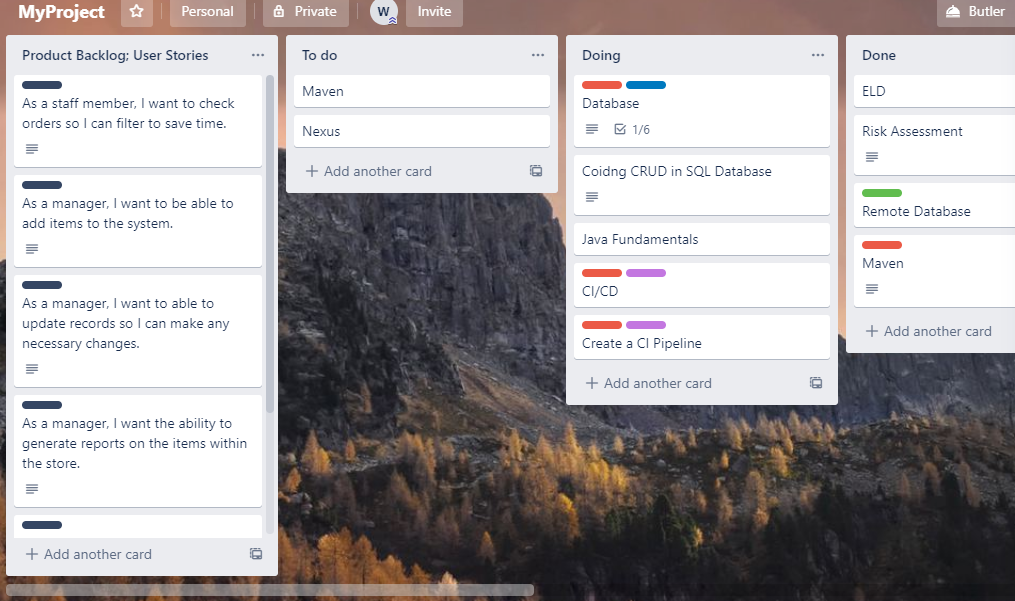 MyProject
Personal
Private
W
Invite
Butler
Product Backlog; User Stories
As a staff member, I want to check
orders so I can filter to save time.
As a manager, I want to be able to
add items to the system.
As a manager, I want to able to
update records so I can make any
necessary changes.
As a manager, I want the ability to
generate reports on the items within
the store.
Add another card
To do
Maven
Nexus
Add another card
Doing
Database
1/6
Coidng CRUD in SQL Database
Java Fundamentals
CI/CD
Create a CI Pipeline
Add another card
Done
ELD
Risk Assessment
Remote Database
Maven
Add another card